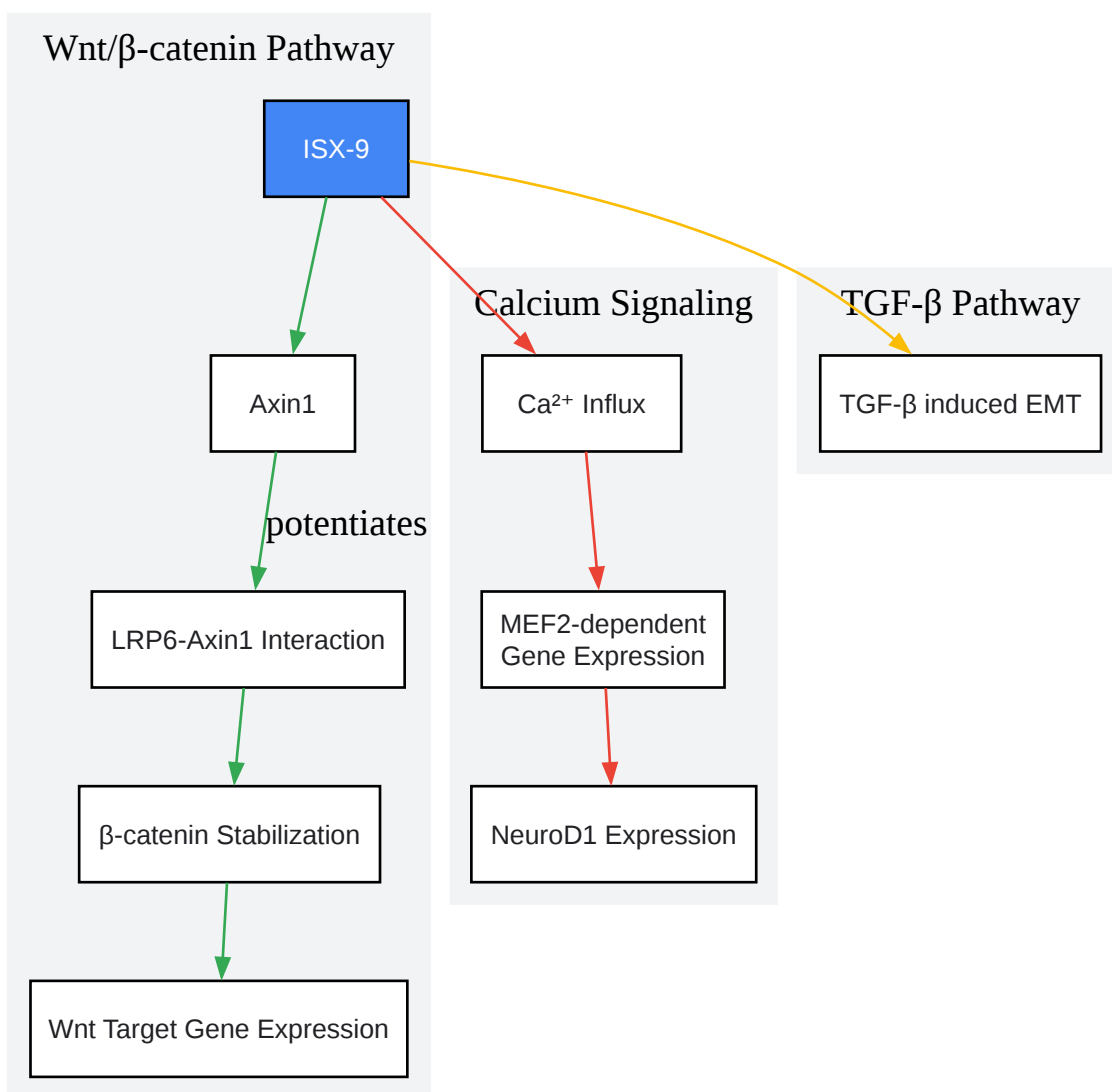 Wnt/β-catenin Pathway
ISX-9
Calcium Signaling
TGF-β Pathway
Axin1
Ca²⁺ Influx
TGF-β induced EMT
potentiates
LRP6-Axin1 Interaction
MEF2-dependent
Gene Expression
β-catenin Stabilization
NeuroD1 Expression
Wnt Target Gene Expression